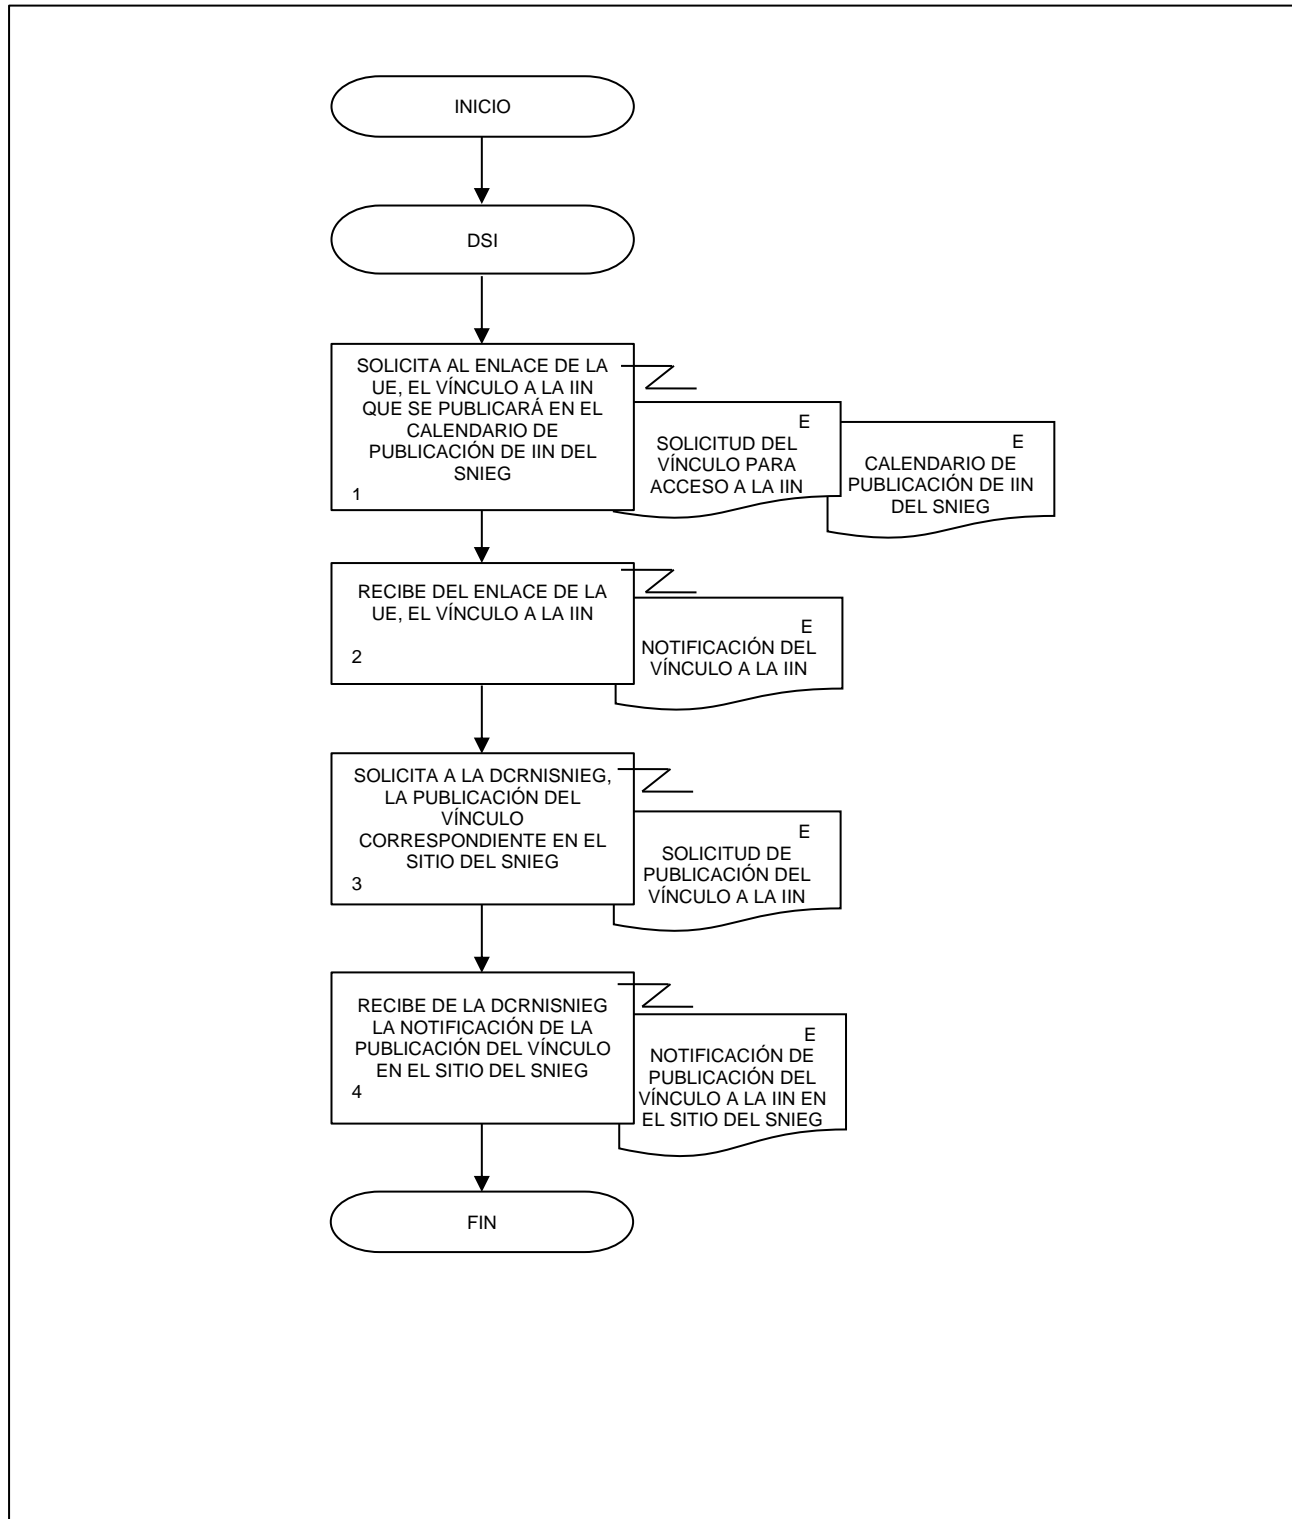 INICIO
DSI
SOLICITA AL ENLACE DE LA
UE, EL VÍNCULO A LA IIN
QUE SE PUBLICARÁ EN EL
CALENDARIO DE
PUBLICACIÓN DE IIN DEL
SNIEG
1
E
SOLICITUD DEL
VÍNCULO PARA
ACCESO A LA IIN
E
CALENDARIO DE
PUBLICACIÓN DE IIN
DEL SNIEG
RECIBE DEL ENLACE DE LA
UE, EL VÍNCULO A LA IIN
2
E
NOTIFICACIÓN DEL
VÍNCULO A LA IIN
SOLICITA A LA DCRNISNIEG,
LA PUBLICACIÓN DEL
VÍNCULO
CORRESPONDIENTE EN EL
SITIO DEL SNIEG
3
E
SOLICITUD DE
PUBLICACIÓN DEL
VÍNCULO A LA IIN
RECIBE DE LA DCRNISNIEG
LA NOTIFICACIÓN DE LA
PUBLICACIÓN DEL VÍNCULO
EN EL SITIO DEL SNIEG
4
E
NOTIFICACIÓN DE
PUBLICACIÓN DEL
VÍNCULO A LA IIN EN
EL SITIO DEL SNIEG
FIN